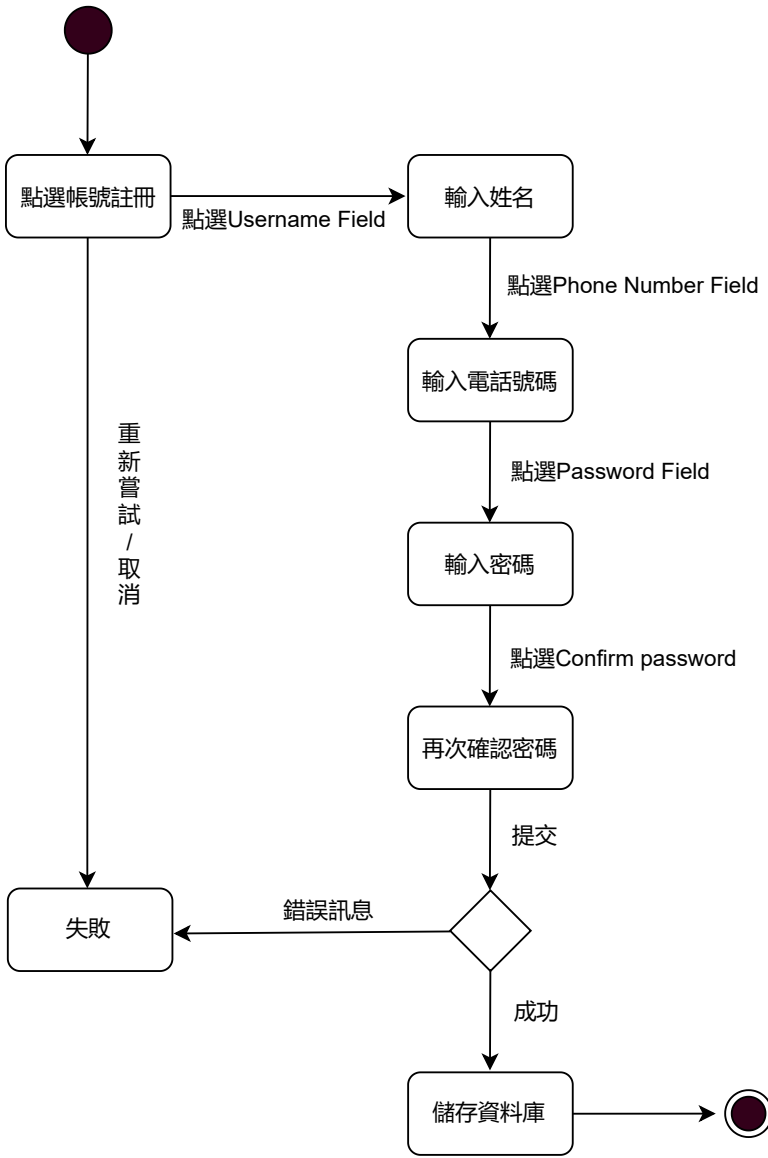 點選帳號註冊
點選Username Field
輸入姓名
點選Phone Number Field
輸入電話號碼
點選Password Field
輸入密碼
點選Confirm password
再次確認密碼
提交
重新嘗試/取消
錯誤訊息
失敗
成功
儲存資料庫